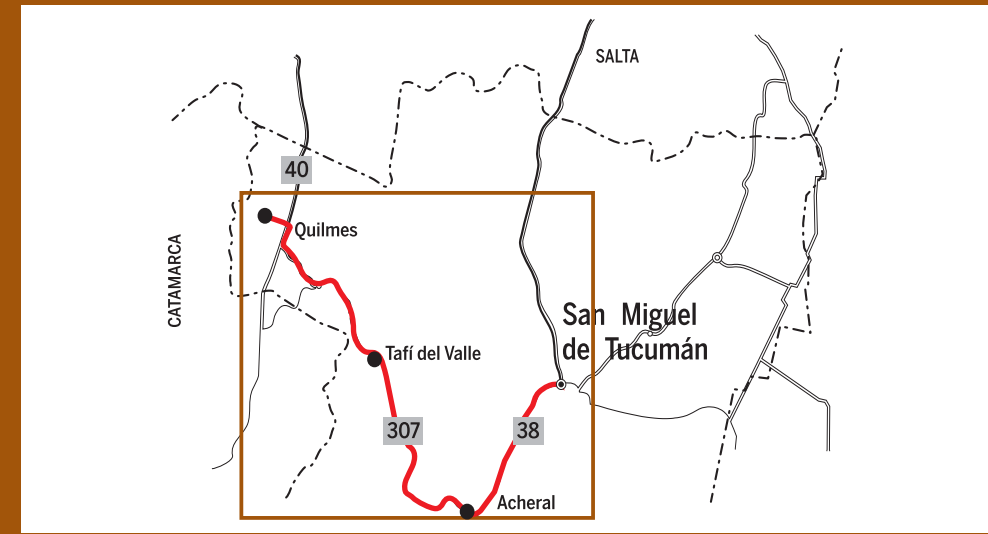 SALTA
40
Quilmes
CATAMARCA
San Miguel
de Tucumán
Tafí del Valle
307
38
Acheral